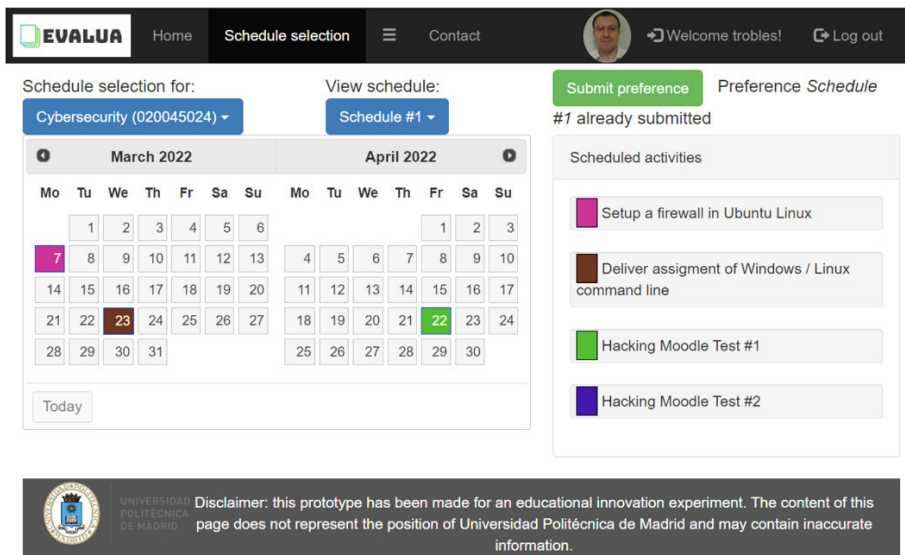 EVALUA Home Schedule selection ☰ Contact Welcome trobles! Log out
Schedule selection for:
Cybersecurity (020045024)
View schedule:
Schedule #1
Submit preference Preference Schedule
#1 already submitted
March 2022
Mo Tu We Th Fr Sa Su
1 2 3 4 5 6
7 8 9 10 11 12 13
14 15 16 17 18 19 20
21 22 23 24 25 26 27
28 29 30 31
April 2022
Mo Tu We Th Fr Sa Su
1 2 3
4 5 6 7 8 9 10
11 12 13 14 15 16 17
18 19 20 21 22 23 24
25 26 27 28 29 30
Today
Scheduled activities
Setup a firewall in Ubuntu Linux
Deliver assigment of Windows / Linux
command line
Hacking Moodle Test #1
Hacking Moodle Test #2
UNIVERSIDAD
POLITÉCNICA
DE MADRID
Disclaimer: this prototype has been made for an educational innovation experiment. The content of this
page does not represent the position of Universidad Politécnica de Madrid and may contain inaccurate
information.